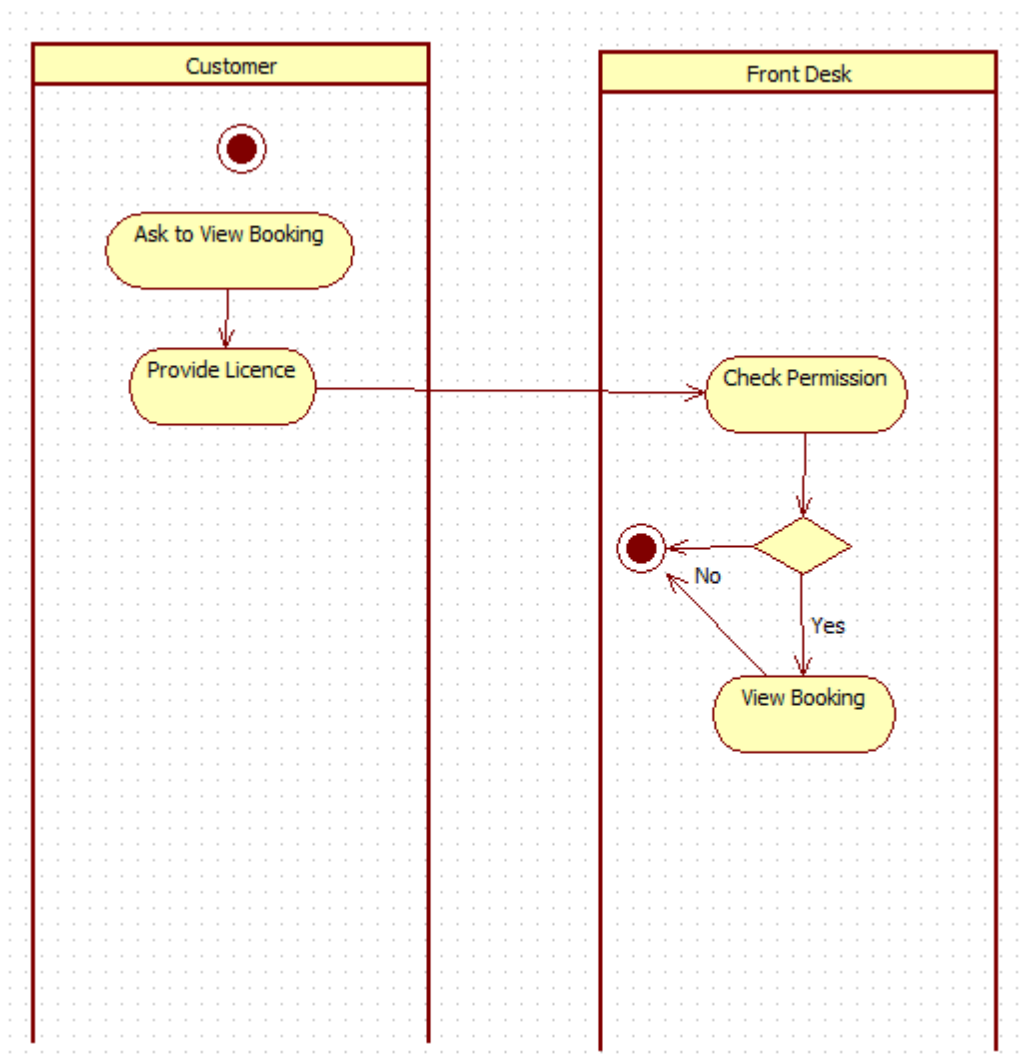 Customer
Front Desk
Ask to View Booking
Provide Licence
Check Permission
No
Yes
View Booking